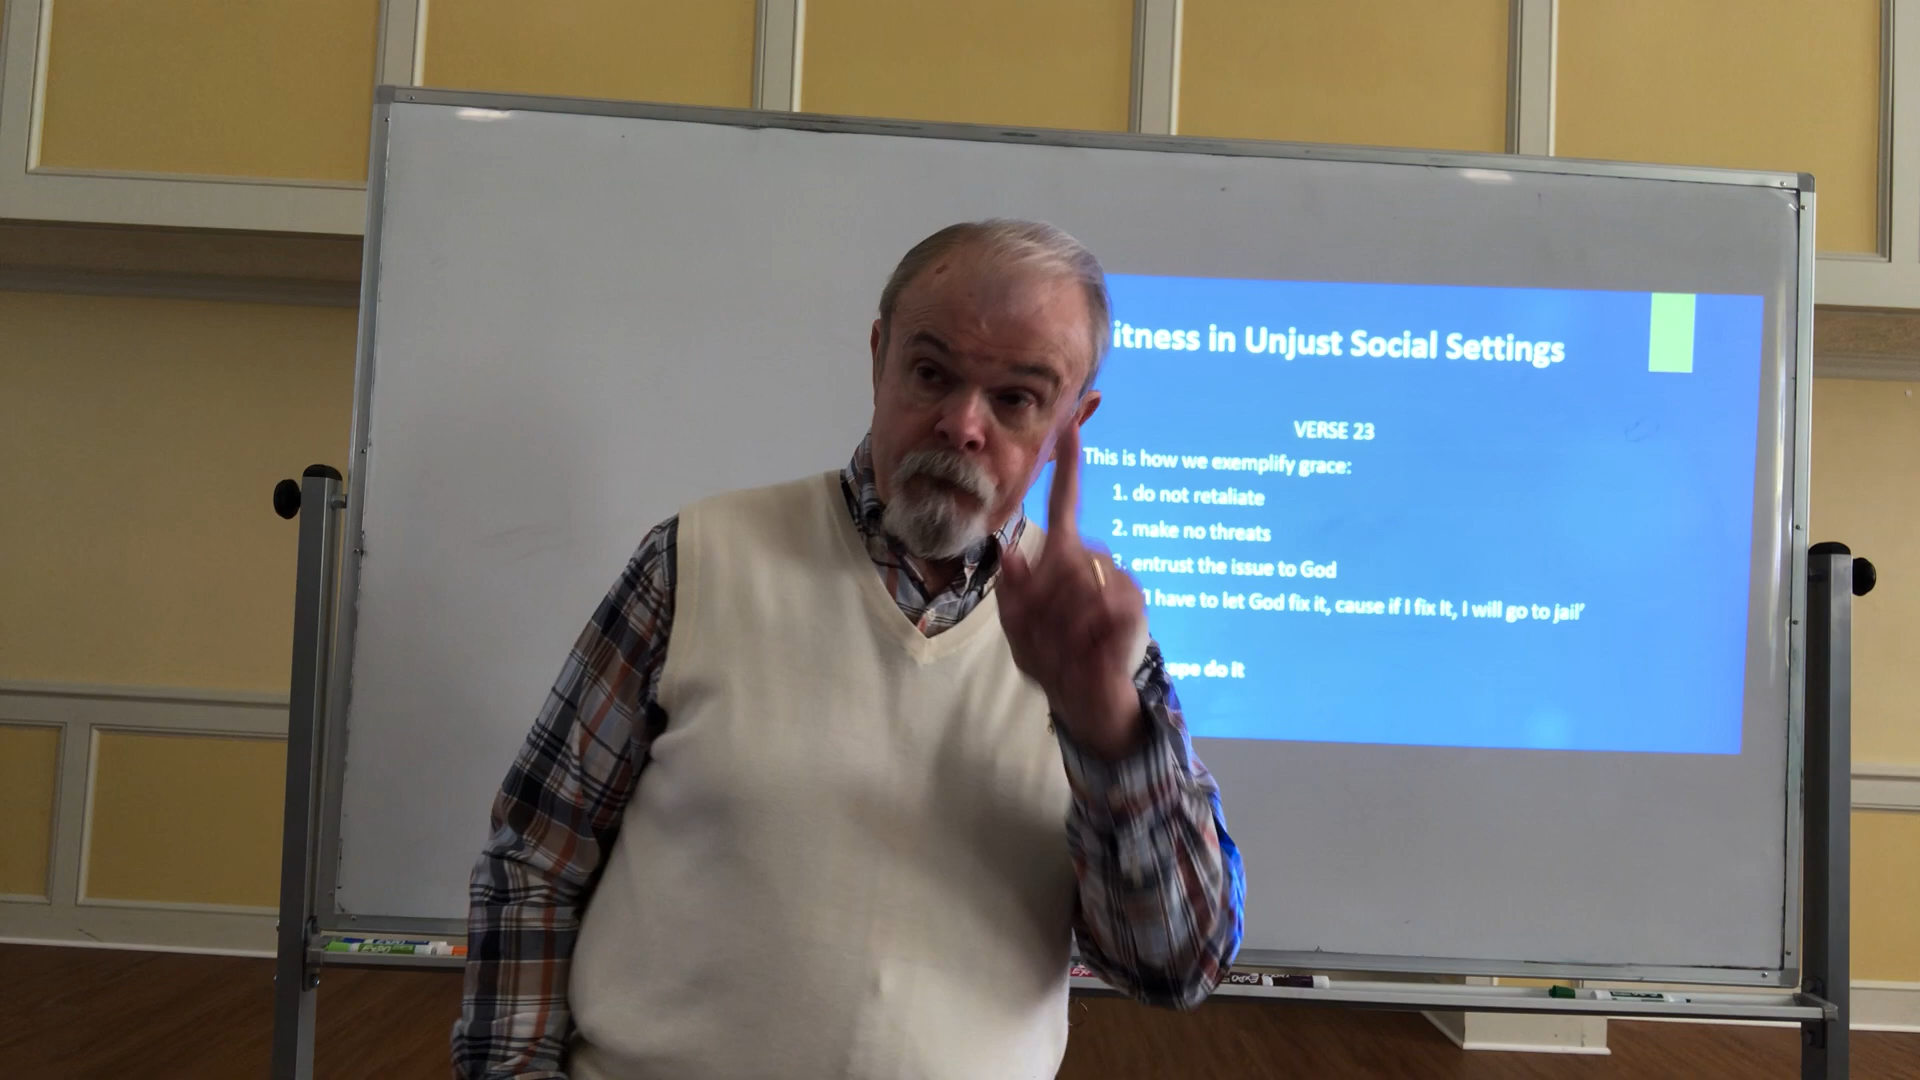 itness in Unjust Social Settings
VERSE 23
This is how we exemplify grace:
1. do not retaliate
2. make no threats
3. entrust the issue to God
'I have to let God fix it, cause if I fix it, I will go to jail'
do it
EXPO